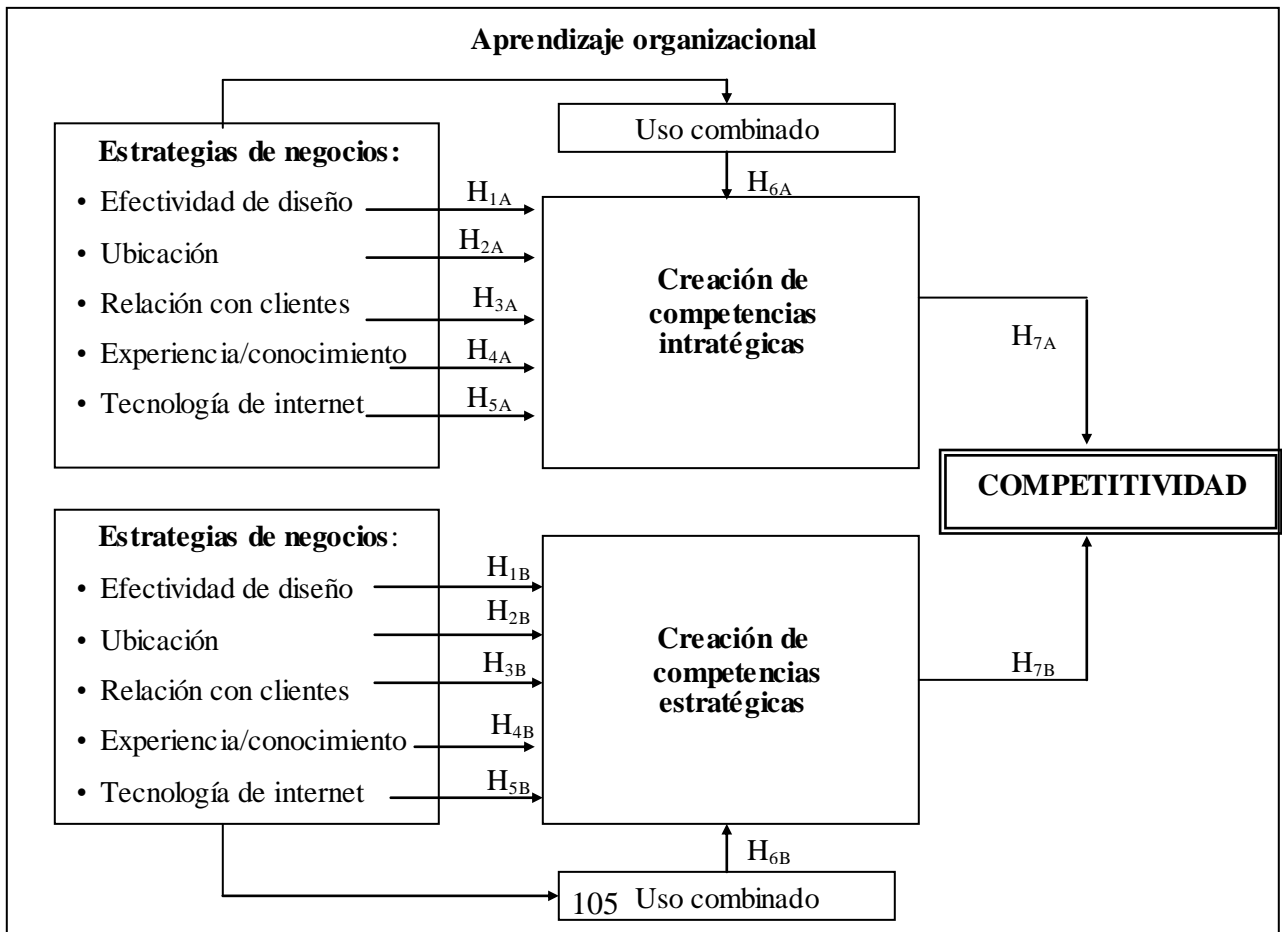 Aprendizaje organizacional
Uso combinado
H6A
Estrategias de negocios:
• Efectividad de diseño
• Ubicación
• Relación con clientes
• Experiencia/conocimiento
• Tecnología de internet
H1A
H2A
H3A
H4A
H5A
Creación de
competencias
intratégicas
H7A
COMPETITIVIDAD
Estrategias de negocios:
• Efectividad de diseño
• Ubicación
• Relación con clientes
• Experiencia/conocimiento
• Tecnología de internet
H1B
H2B
H3B
H4B
H5B
Creación de
competencias
estratégicas
H7B
H6B
105 Uso combinado